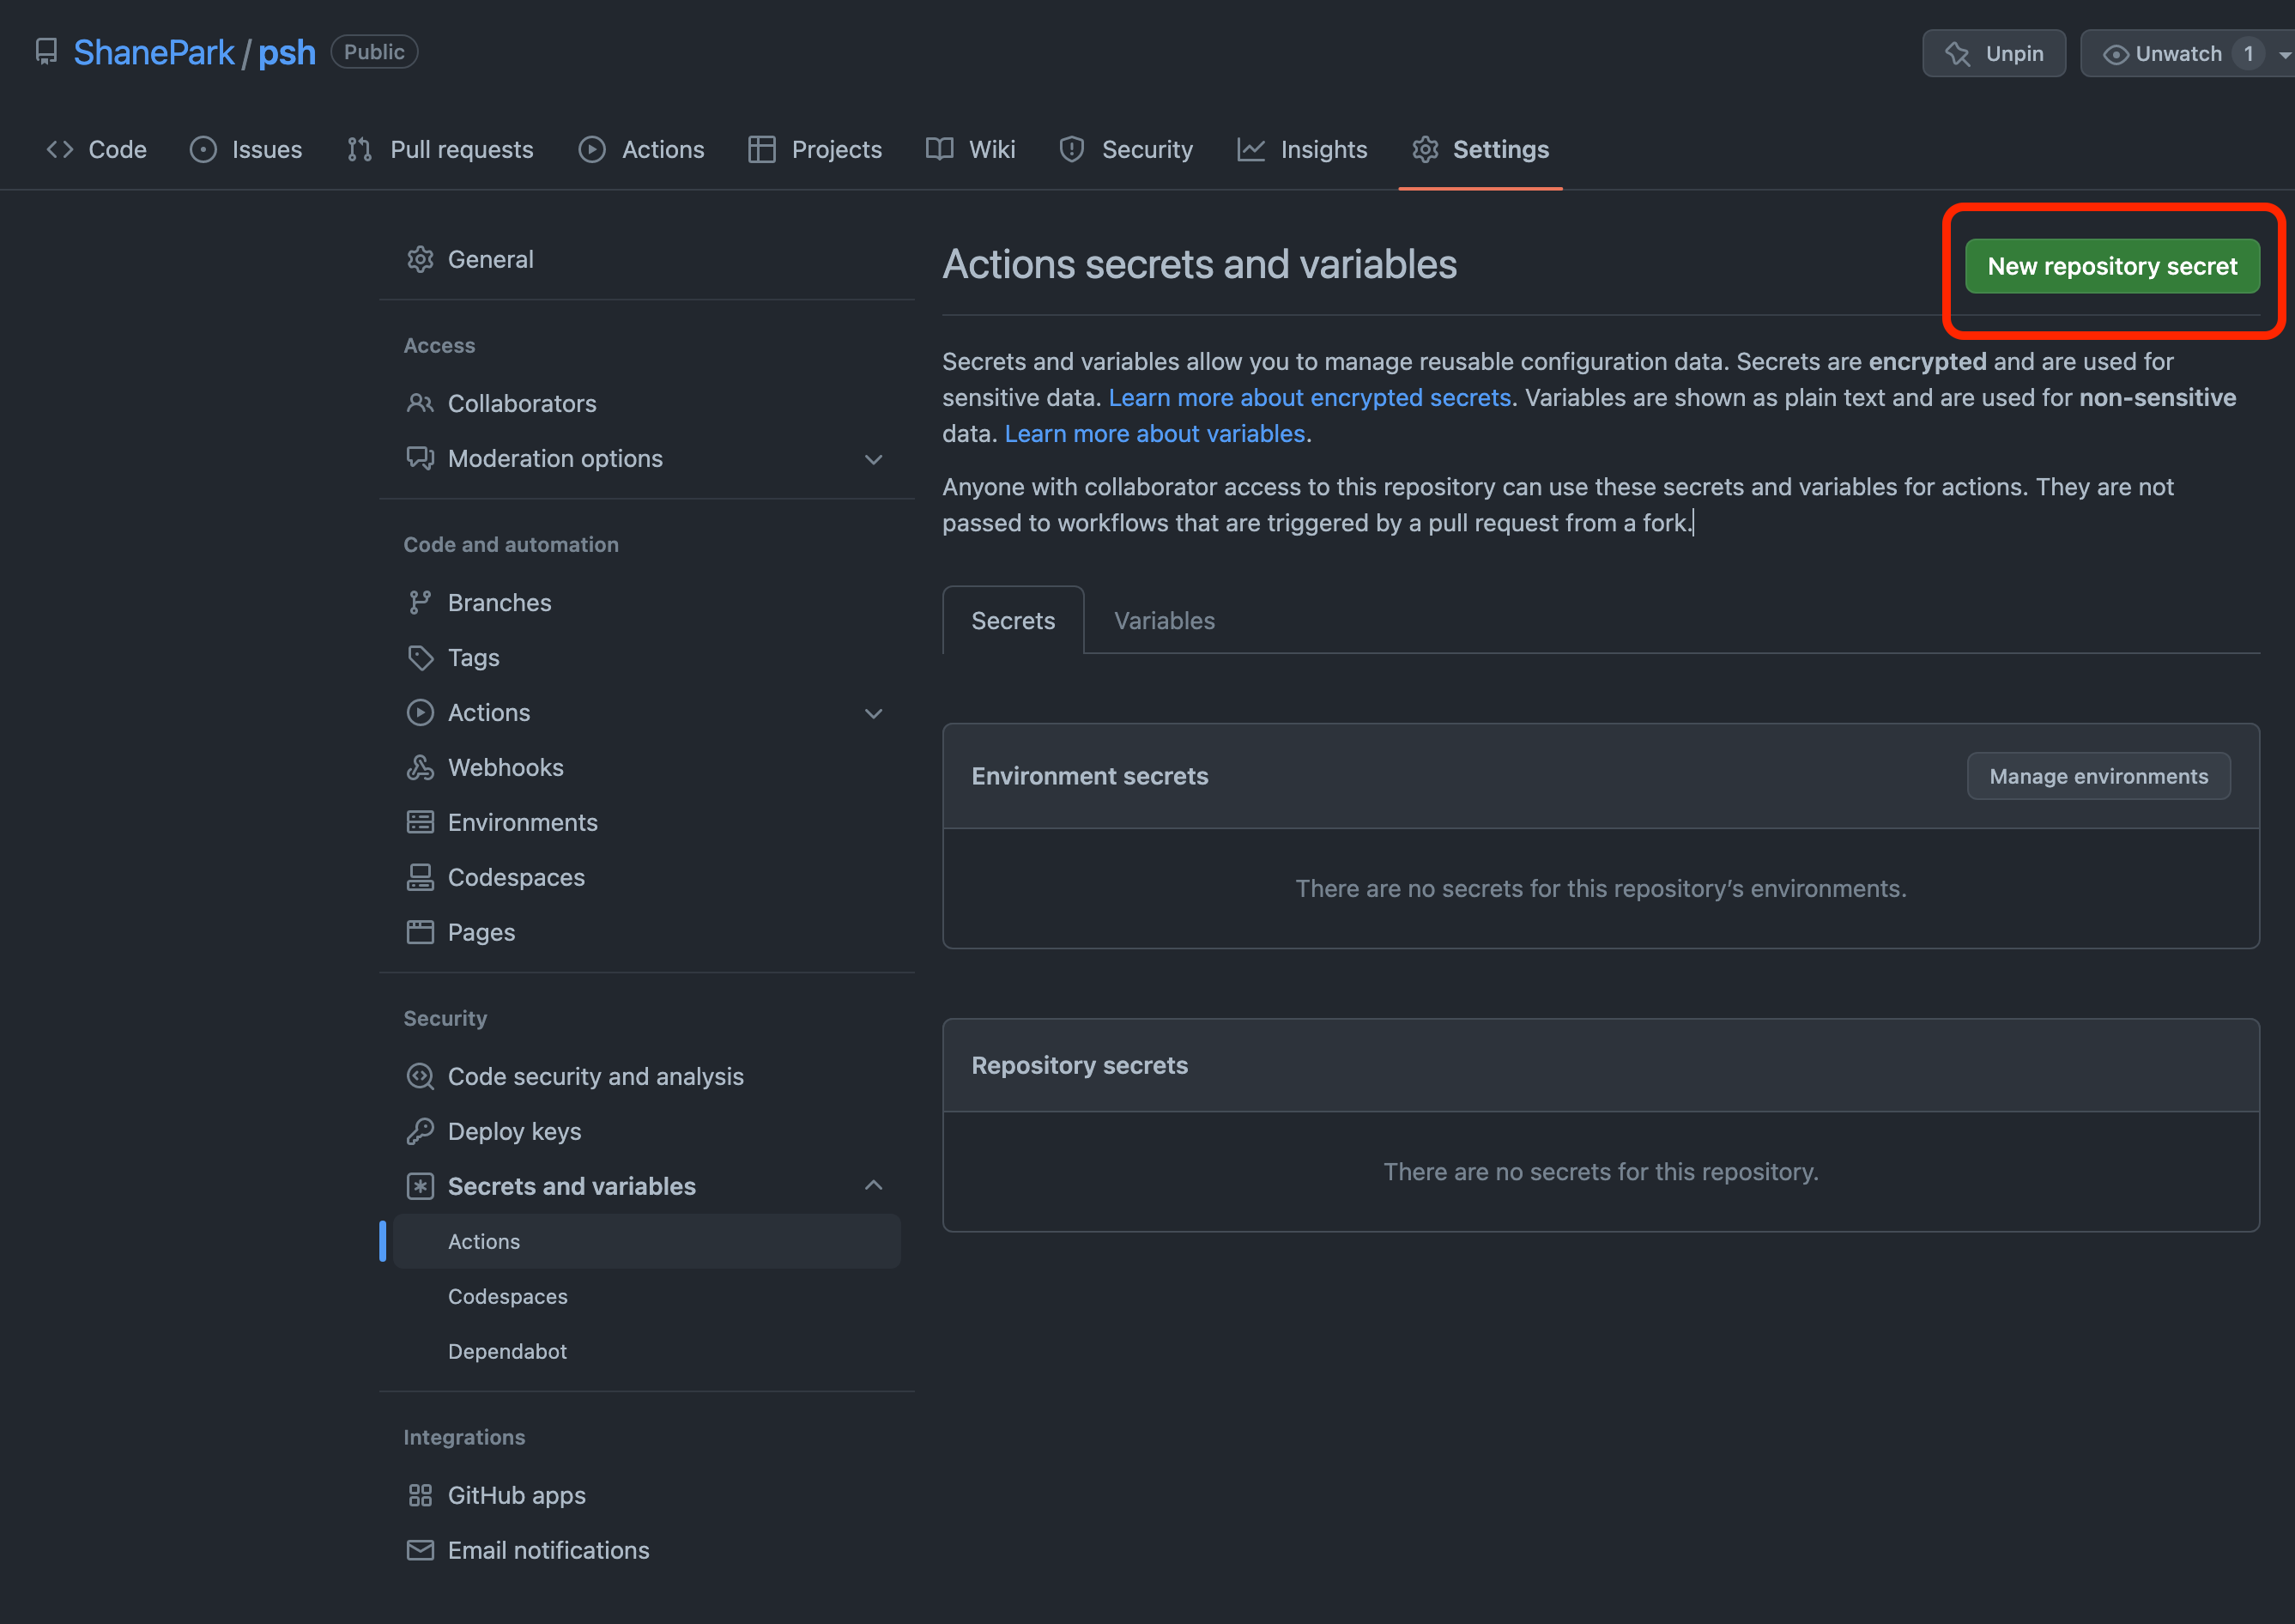 ShanePark / psh Public
Unpin
Unwatch 1
Code
Issues
Pull requests
Actions
Projects
Wiki
Security
Insights
Settings
General
Access
Collaborators
Moderation options
Code and automation
Branches
Tags
Actions
Webhooks
Environments
Codespaces
Pages
Security
Code security and analysis
Deploy keys
Secrets and variables
Actions
Codespaces
Dependabot
Integrations
GitHub apps
Email notifications
Actions secrets and variables
New repository secret
Secrets and variables allow you to manage reusable configuration data. Secrets are encrypted and are used for
sensitive data. Learn more about encrypted secrets. Variables are shown as plain text and are used for non-sensitive
data. Learn more about variables.
Anyone with collaborator access to this repository can use these secrets and variables for actions. They are not
passed to workflows that are triggered by a pull request from a fork.
Secrets
Variables
Environment secrets
Manage environments
There are no secrets for this repository’s environments.
Repository secrets
There are no secrets for this repository.